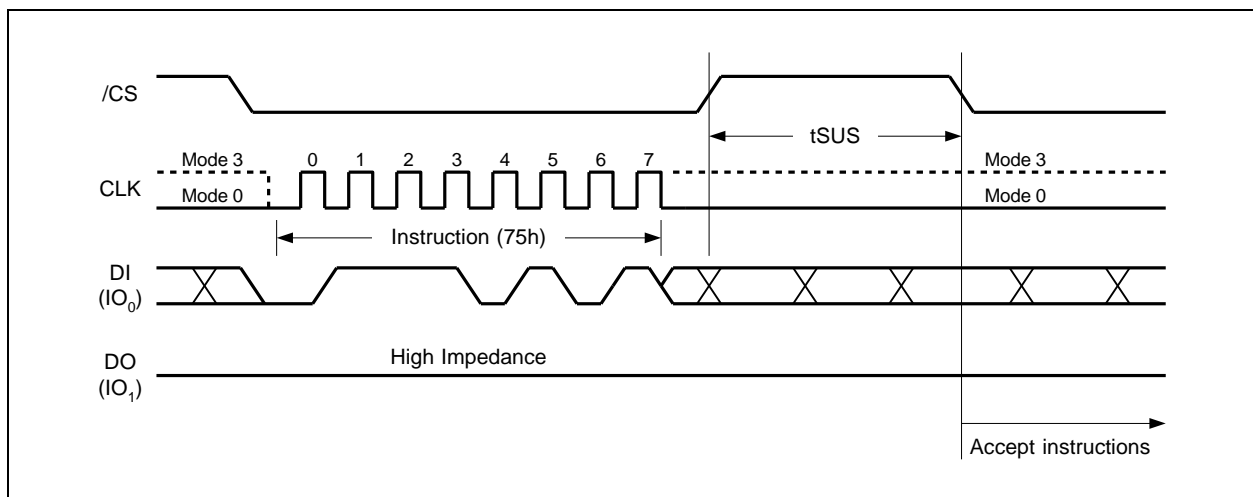 /CS
tSUS
Mode 3 0 1 2 3 4 5 6 7 Mode 3
CLK
Mode 0 Mode 0
Instruction (75h)
DI
(IO₀)
High Impedance
DO
(IO₁)
Accept instructions